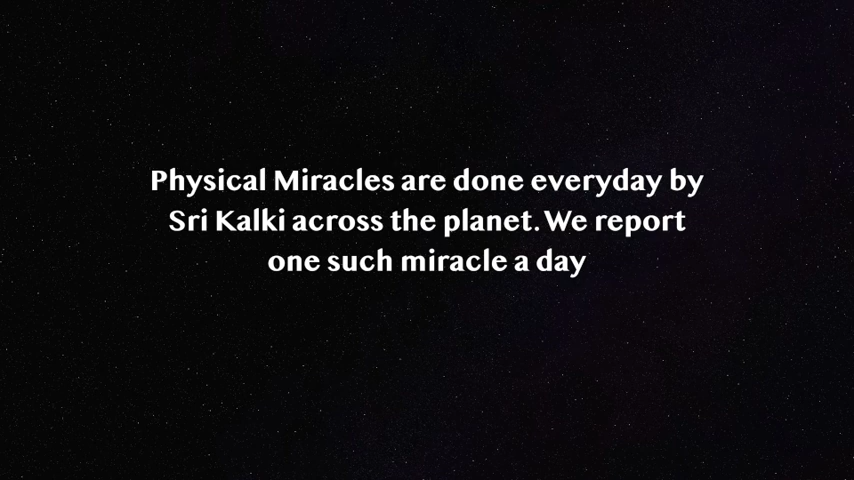 Physical Miracles are done everyday by
Sri Kalki across the planet. We report
one such miracle a day